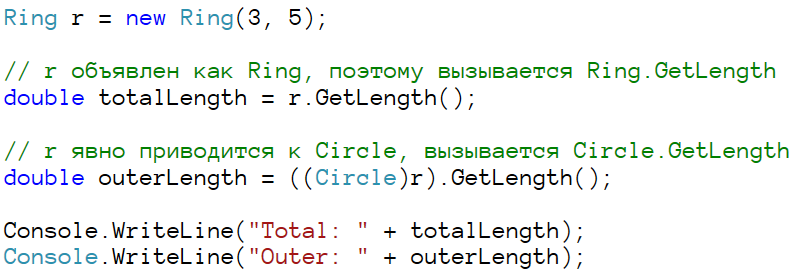 Ring r = new Ring(3, 5);
// r объявлен как Ring, поэтому вызывается Ring.GetLength
double totalLength = r.GetLength();
// r явно приводится к Circle, вызывается Circle.GetLength
double outerLength = ((Circle)r).GetLength();
Console.WriteLine("Total: " + totalLength);
Console.WriteLine("Outer: " + outerLength);